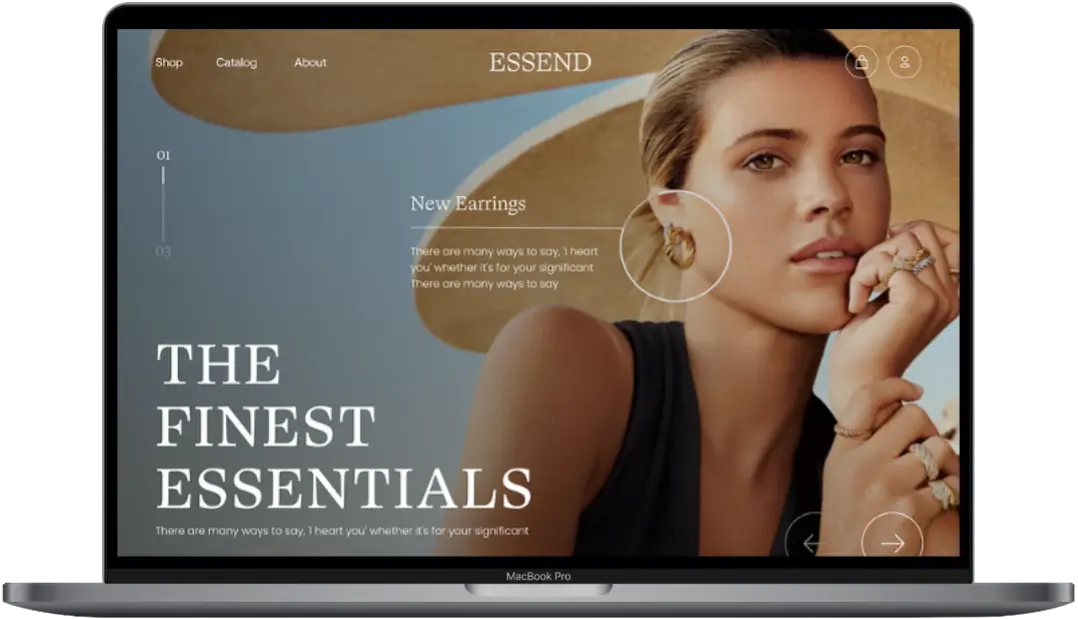 Shop Catalog About ESSEND
01
03
New Earrings
There are many ways to say, 'I heart
you' whether it's for your significant
There are many ways to say
THE
FINEST
ESSENTIALS
There are many ways to say, 'I heart you' whether it's for your significant
MacBook Pro